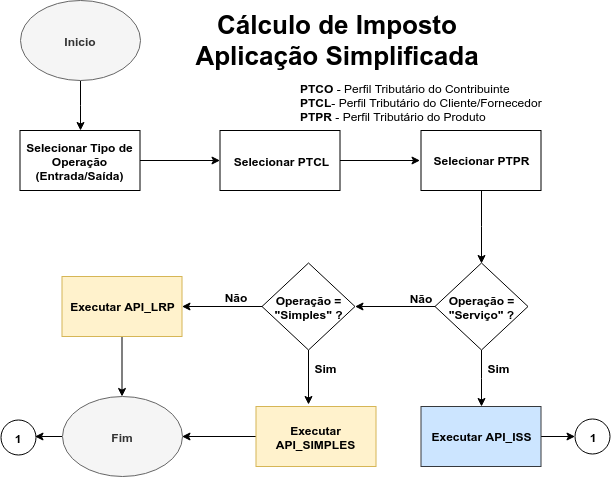 Cálculo de Imposto
Aplicação Simplificada
Inicio
PTCO - Perfil Tributário do Contribuinte
PTCL- Perfil Tributário do Cliente/Fornecedor
PTPR - Perfil Tributário do Produto
Selecionar Tipo de
Operação
(Entrada/Saída)
Selecionar PTCL
Selecionar PTPR
Operação =
"Serviço" ?
Não
Operação =
"Simples" ?
Não
Executar API_LRP
Sim
Sim
Executar API_ISS
1
Executar
API_SIMPLES
Fim
1